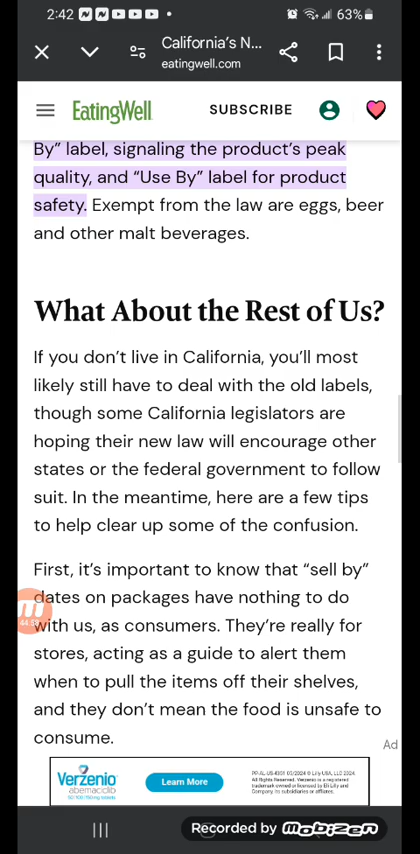 2:42
63%
California's N...
eatingwell.com
EatingWell
SUBSCRIBE
By" label, signaling the product's peak
quality, and "Use By" label for product
safety. Exempt from the law are eggs, beer
and other malt beverages.
What About the Rest of Us?
If you don't live in California, you'll most
likely still have to deal with the old labels,
though some California legislators are
hoping their new law will encourage other
states or the federal government to follow
suit. In the meantime, here are a few tips
to help clear up some of the confusion.
First, it's important to know that "sell by"
dates on packages have nothing to do
with us, as consumers. They're really for
44:58
stores, acting as a guide to alert them
when to pull the items off their shelves,
and they don't mean the food is unsafe to
consume.
Ad
Verzenio
abemaciclib
Learn More
Recorded by mobizen